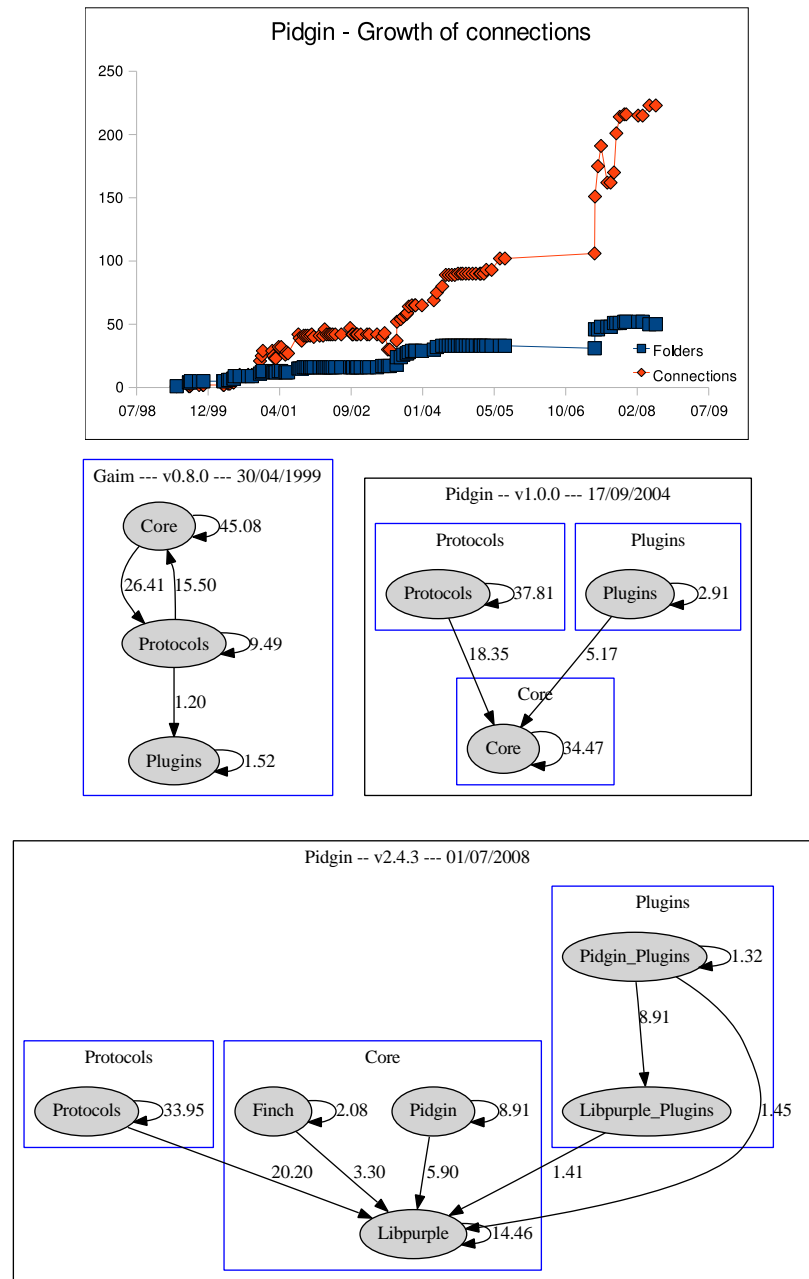 Pidgin - Growth of connections
250
200
150
100
50
0
07/98 12/99 04/01 09/02 01/04 05/05 10/06 02/08 07/09
Folders
Connections
Gaim --- v0.8.0 --- 30/04/1999
Core
45.08
26.41
15.50
Protocols
9.49
1.20
Plugins
1.52
Pidgin -- v1.0.0 --- 17/09/2004
Protocols
Plugins
Protocols
37.81
Plugins
2.91
18.35
5.17
Core
Core
34.47
Pidgin -- v2.4.3 --- 01/07/2008
Plugins
Pidgin_Plugins
1.32
8.91
Protocols
Core
Protocols
33.95
Finch
2.08
Pidgin
8.91
Libpurple_Plugins
1.45
20.20
3.30
5.90
1.41
Libpurple
14.46